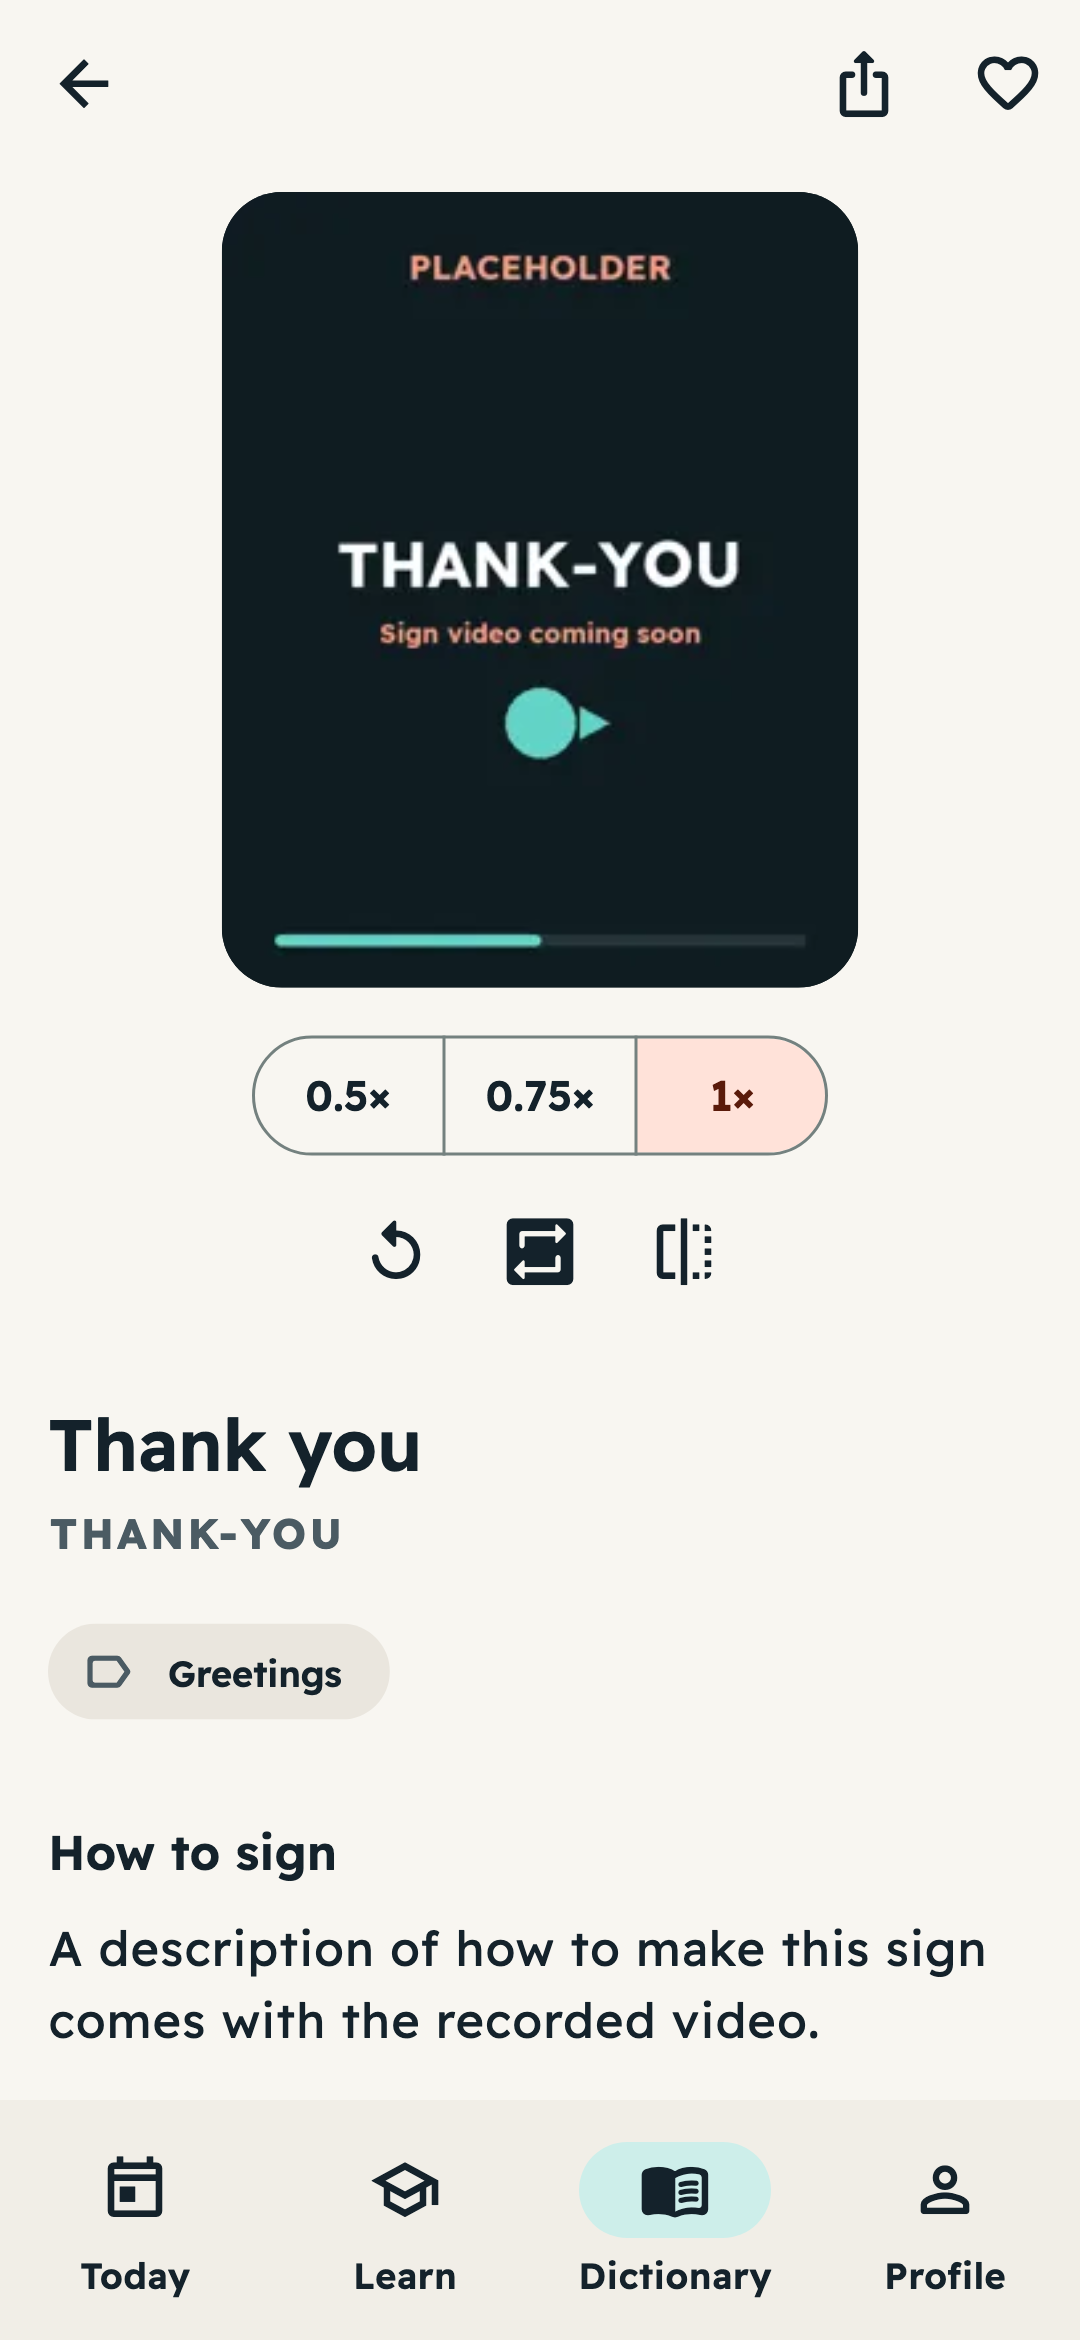 PLACEHOLDER
THANK-YOU
Sign video coming soon
0.5×
0.75×
1×
Thank you
THANK-YOU
Greetings
How to sign
A description of how to make this sign
comes with the recorded video.
Today
Learn
Dictionary
Profile